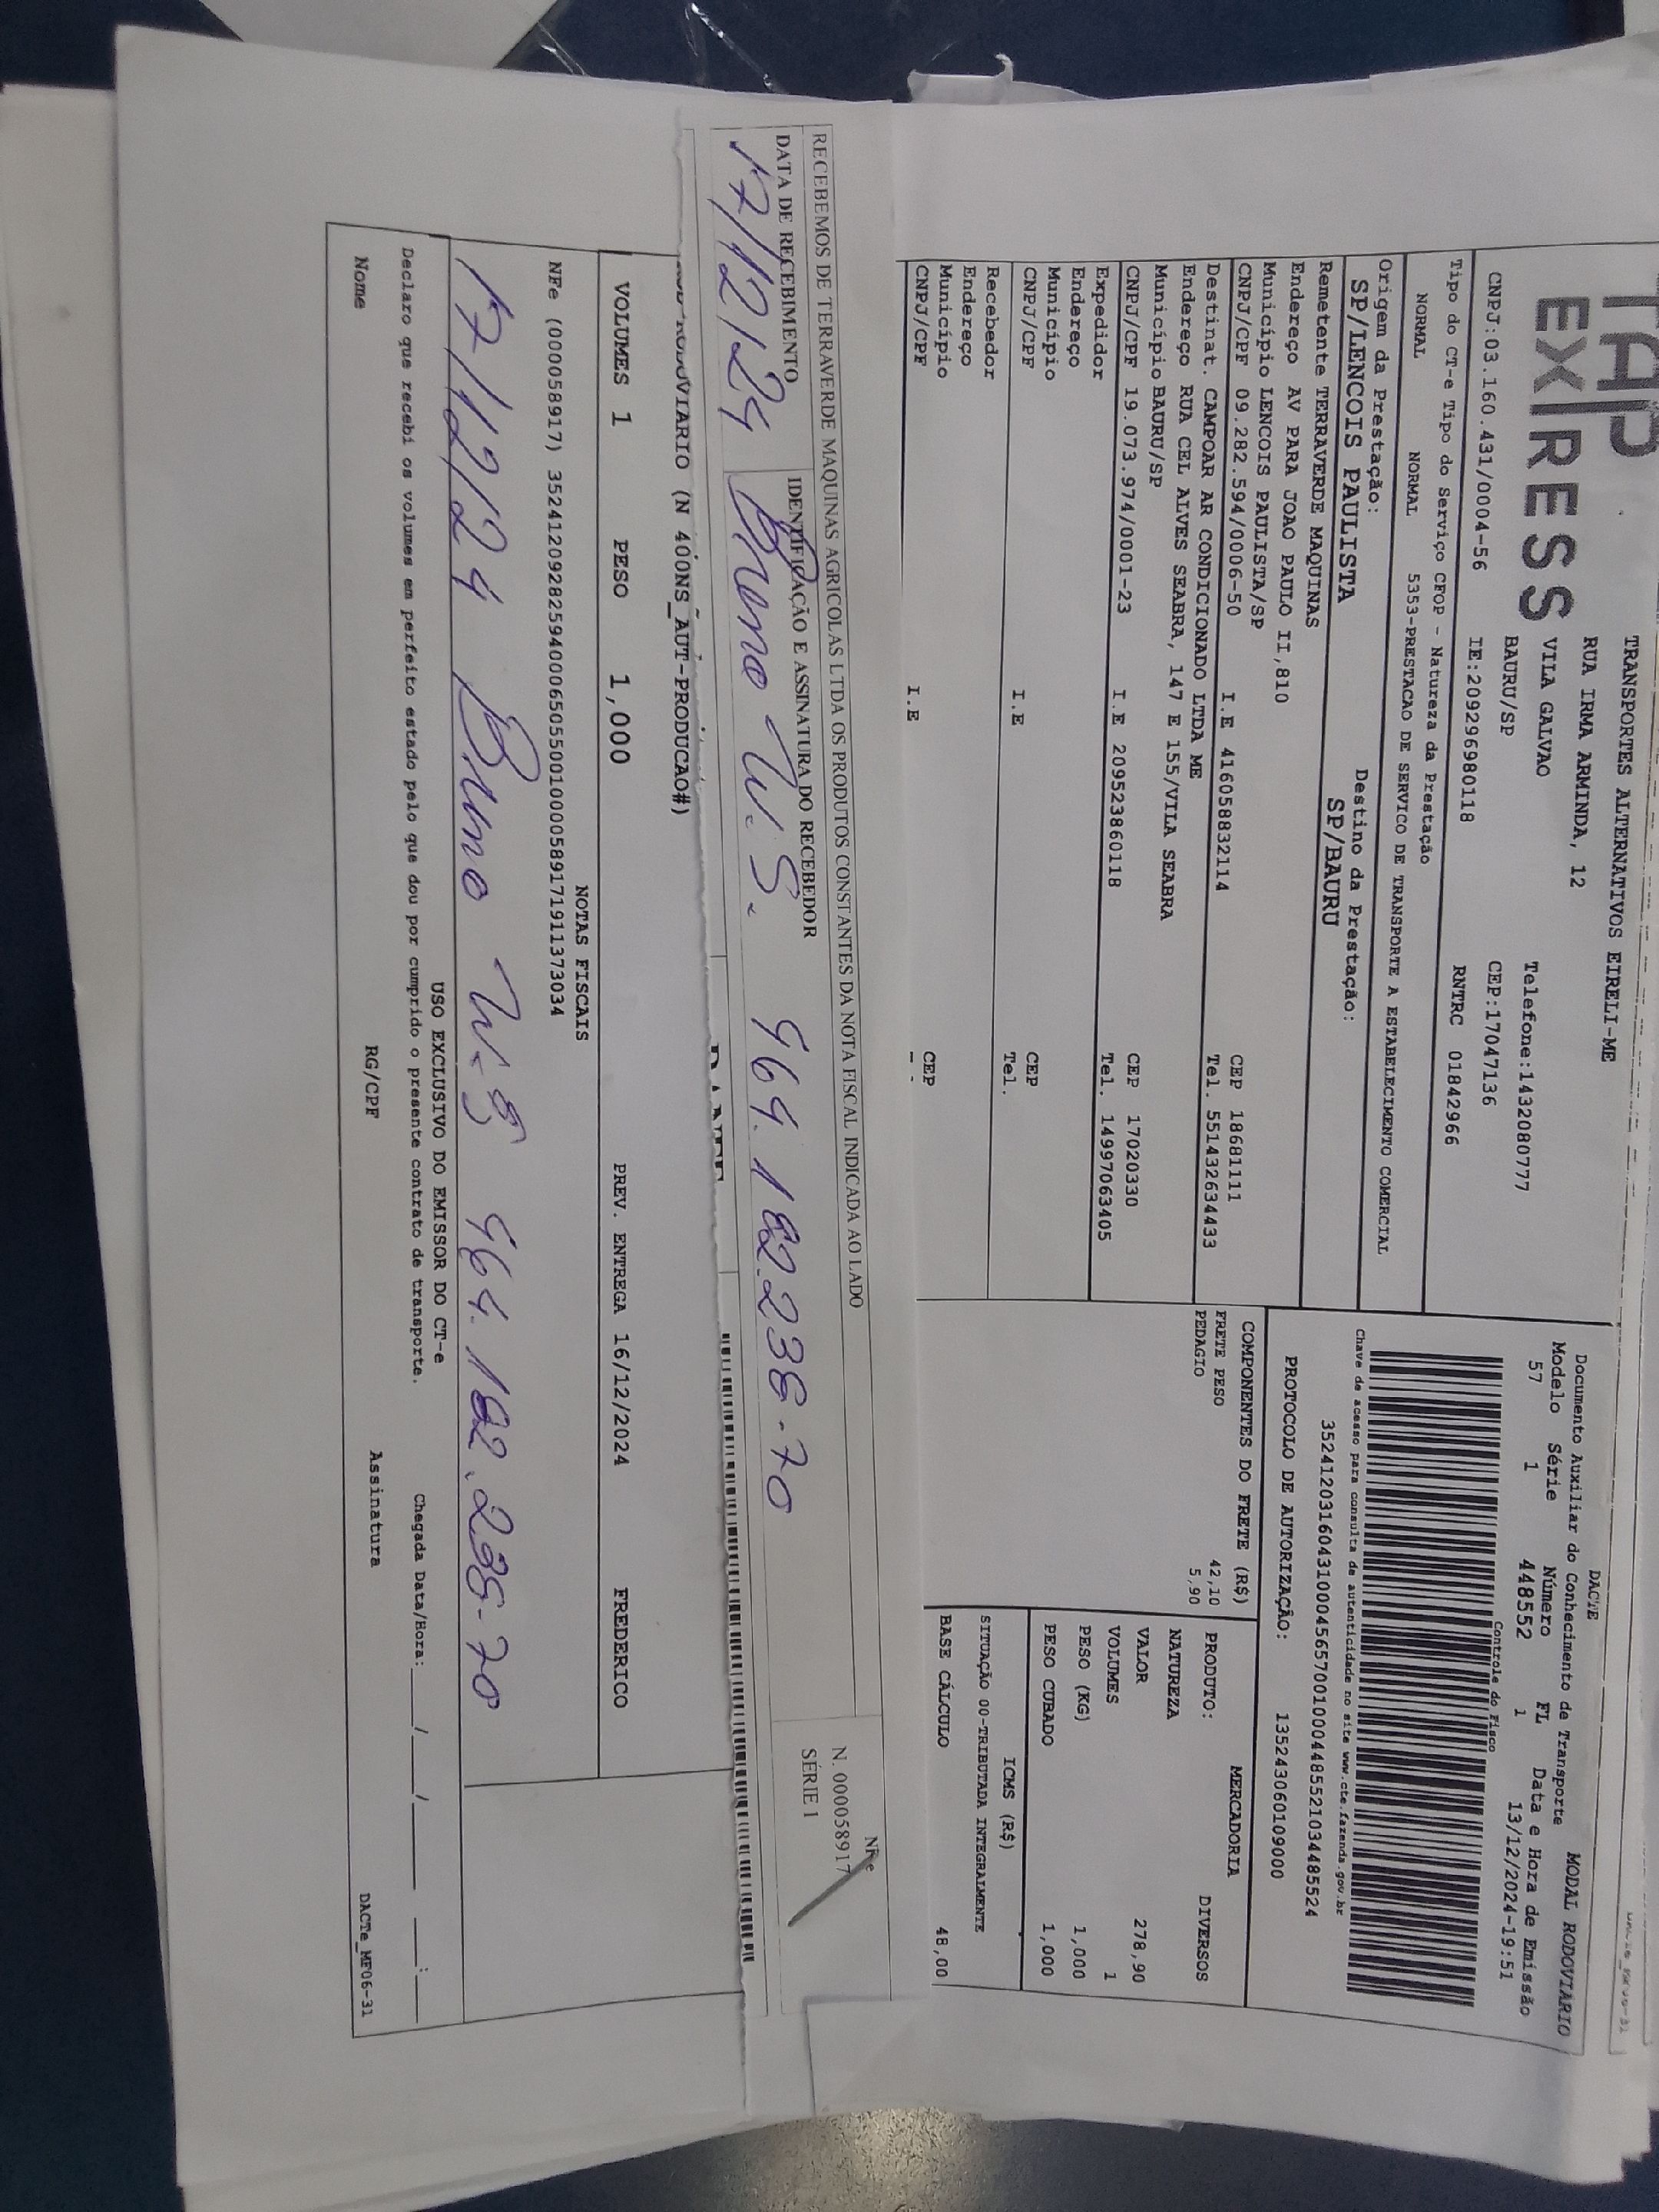 TAP
EXPRESS
TRANSPORTES ALTERNATIVOS EIRELI-ME
RUA IRMA ARMINDA, 12
VILA GALVAO Telefone:1432080777
BAURU/SP CEP:17047136
CNPJ:03.160.431/0004-56 IE:209296980118 RNTRC 01842966
Tipo do CT-e Tipo do Serviço CFOP - Natureza da Prestação
NORMAL NORMAL 5353-PRESTACAO DE SERVICO DE TRANSPORTE A ESTABELECIMENTO COMERCIAL
Origem da Prestação: Destino da Prestação:
SP/LENCOIS PAULISTA SP/BAURU
Remetente TERRAVERDE MAQUINAS
Endereço AV PARA JOAO PAULO II,810
Município LENCOIS PAULISTA/SP CEP 18681111
CNPJ/CPF 09.282.594/0006-50 I.E 416058832114 Tel. 551432634433
Destinat. CAMPOAR AR CONDICIONADO LTDA ME
Endereço RUA CEL ALVES SEABRA, 147 E 155/VILA SEABRA
Município BAURU/SP CEP 17020330
CNPJ/CPF 19.073.974/0001-23 I.E 209523860118 Tel. 14997063405
Expedidor
Endereço
Município CEP
CNPJ/CPF I.E Tel.
Recebedor
Endereço
Município CEP
CNPJ/CPF I.E
DACTE
Documento Auxiliar do Conhecimento de Transporte MODAL RODOVIARIO
Modelo Série Número FL Data e Hora de Emissão
57 1 448552 1 13/12/2024-19:51
Controle do Fisco
Chave de acesso para consulta de autenticidade no site www.cte.fazenda.gov.br
35241203160431000456570010004485521034485524
PROTOCOLO DE AUTORIZAÇÃO: 135243060109000
COMPONENTES DO FRETE (R$)
FRETE PESO 42,10
PEDAGIO 5,90
MERCADORIA
PRODUTO: DIVERSOS
NATUREZA
VALOR 278,90
VOLUMES 1
PESO (KG) 1,000
PESO CUBADO 1,000
ICMS (R$)
SITUAÇÃO 00-TRIBUTADA INTEGRALMENTE
BASE CÁLCULO 48,00
RECEBEMOS DE TERRAVERDE MAQUINAS AGRICOLAS LTDA OS PRODUTOS CONSTANTES DA NOTA FISCAL INDICADA AO LADO
NF-e
N. 000058917
SÉRIE 1
DATA DE RECEBIMENTO IDENTIFICAÇÃO E ASSINATURA DO RECEBEDOR
17/12/24 Bruno W. S. 464.182.238-70
(N 400NS_AUT-PRODUCAO#)
VOLUMES 1 PESO 1,000 PREV. ENTREGA 16/12/2024 FREDERICO
NOTAS FISCAIS
NFe (000058917) 35241209282594000650550010000589171911373034
17/12/24 Bruno W.S 464.182.238-70
USO EXCLUSIVO DO EMISSOR DO CT-e
Declaro que recebi os volumes em perfeito estado pelo que dou por cumprido o presente contrato de transporte. Chegada Data/Hora:____/____/____ __:__
Nome RG/CPF Assinatura DACTe_MF06-31